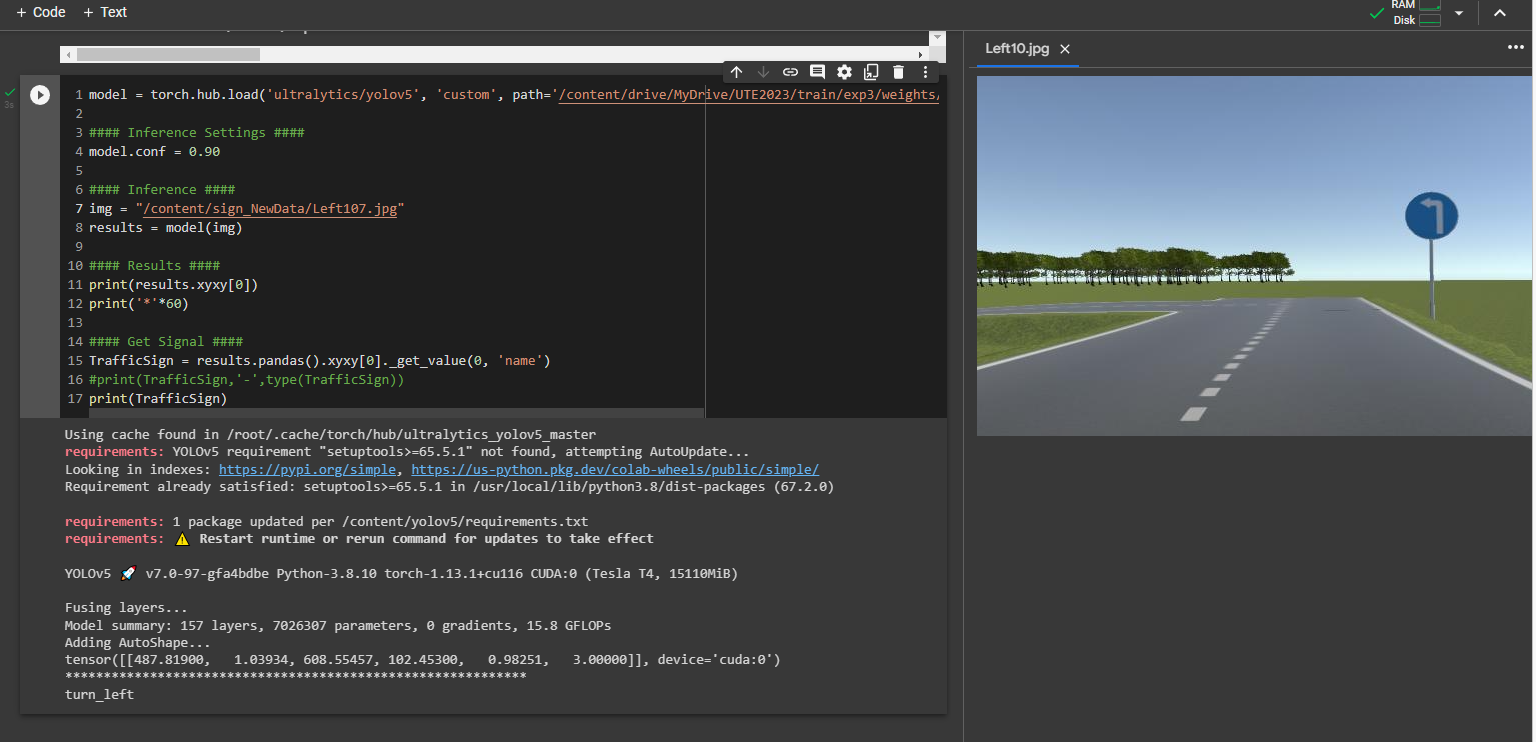 + Code + Text
RAM
Disk
Left10.jpg
3s
1 model = torch.hub.load('ultralytics/yolov5', 'custom', path='/content/drive/MyDrive/UTE2023/train/exp3/weights/
2
3 #### Inference Settings ####
4 model.conf = 0.90
5
6 #### Inference ####
7 img = "/content/sign_NewData/Left107.jpg"
8 results = model(img)
9
10 #### Results ####
11 print(results.xyxy[0])
12 print('*'*60)
13
14 #### Get Signal ####
15 TrafficSign = results.pandas().xyxy[0]._get_value(0, 'name')
16 #print(TrafficSign,'-',type(TrafficSign))
17 print(TrafficSign)
Using cache found in /root/.cache/torch/hub/ultralytics_yolov5_master
requirements: YOLOv5 requirement "setuptools>=65.5.1" not found, attempting AutoUpdate...
Looking in indexes: https://pypi.org/simple, https://us-python.pkg.dev/colab-wheels/public/simple/
Requirement already satisfied: setuptools>=65.5.1 in /usr/local/lib/python3.8/dist-packages (67.2.0)
requirements: 1 package updated per /content/yolov5/requirements.txt
requirements: ⚠️ Restart runtime or rerun command for updates to take effect
YOLOv5 🚀 v7.0-97-gfa4bdbe Python-3.8.10 torch-1.13.1+cu116 CUDA:0 (Tesla T4, 15110MiB)
Fusing layers...
Model summary: 157 layers, 7026307 parameters, 0 gradients, 15.8 GFLOPs
Adding AutoShape...
tensor([[487.81900, 1.03934, 608.55457, 102.45300, 0.98251, 3.00000]], device='cuda:0')
************************************************************
turn_left